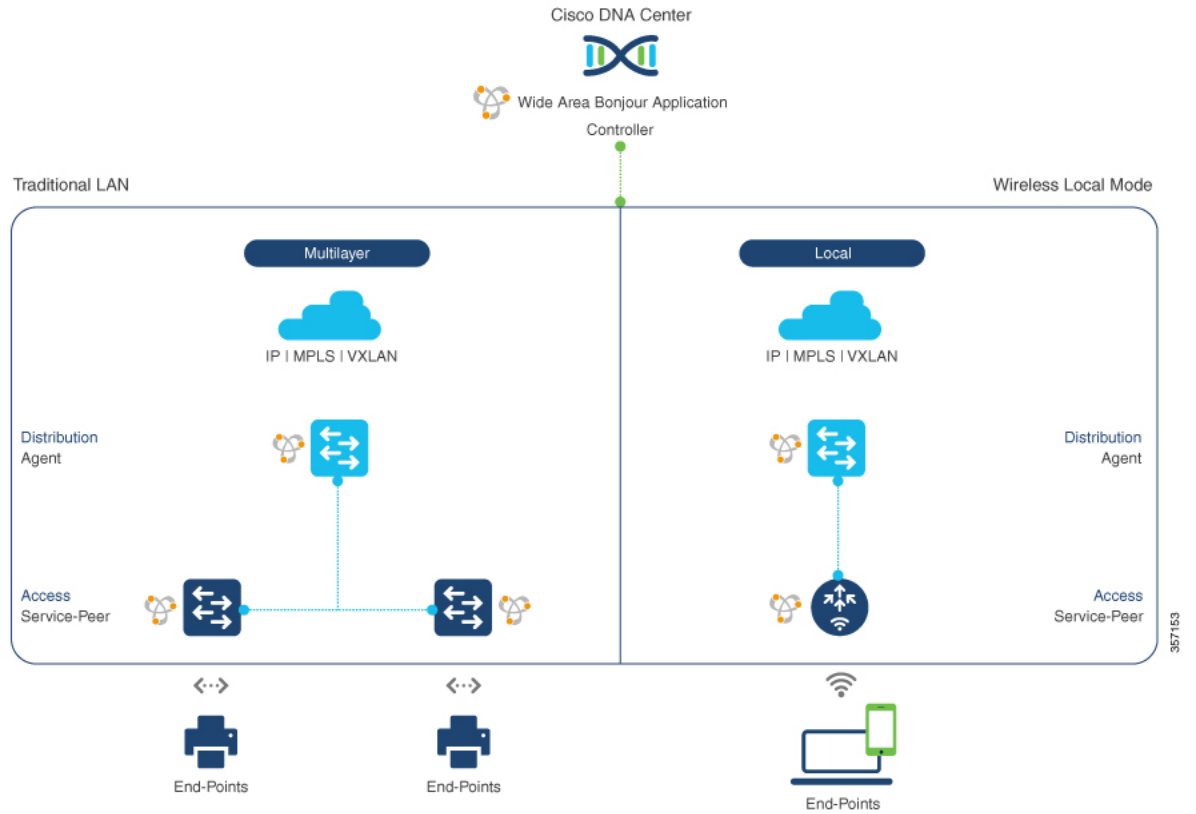 Cisco DNA Center
Wide Area Bonjour Application
Controller
Traditional LAN
Wireless Local Mode
Multilayer
Local
IP | MPLS | VXLAN
IP | MPLS | VXLAN
Distribution
Agent
Distribution
Agent
Access
Service-Peer
Access
Service-Peer
357153
End-Points
End-Points
End-Points